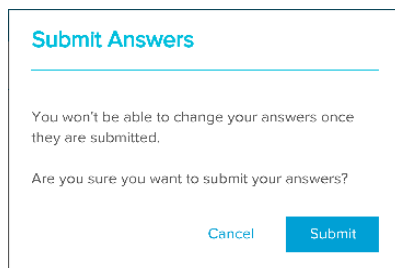 Submit Answers
You won't be able to change your answers once
they are submitted.
Are you sure you want to submit your answers?
Cancel
Submit